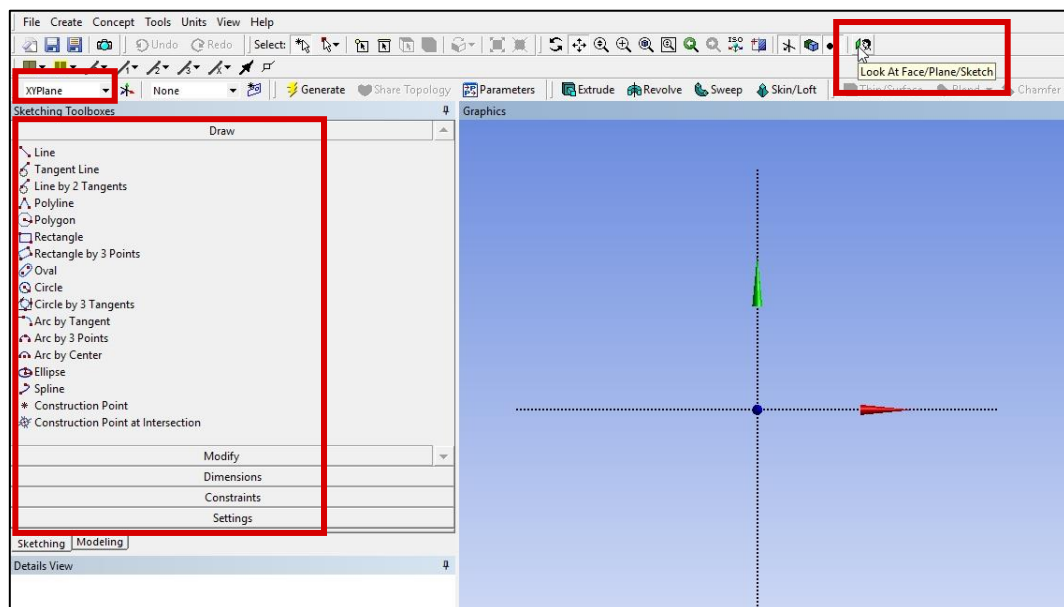 File Create Concept Tools Units View Help
Undo Redo Select: ISO
XYPlane None Generate Share Topology Parameters Extrude Revolve Sweep Skin/Loft Thin/Surface Blend Chamfer
Look At Face/Plane/Sketch
Sketching Toolboxes
Graphics
Draw
Line
Tangent Line
Line by 2 Tangents
Polyline
Polygon
Rectangle
Rectangle by 3 Points
Oval
Circle
Circle by 3 Tangents
Arc by Tangent
Arc by 3 Points
Arc by Center
Ellipse
Spline
Construction Point
Construction Point at Intersection
Modify
Dimensions
Constraints
Settings
Sketching Modeling
Details View